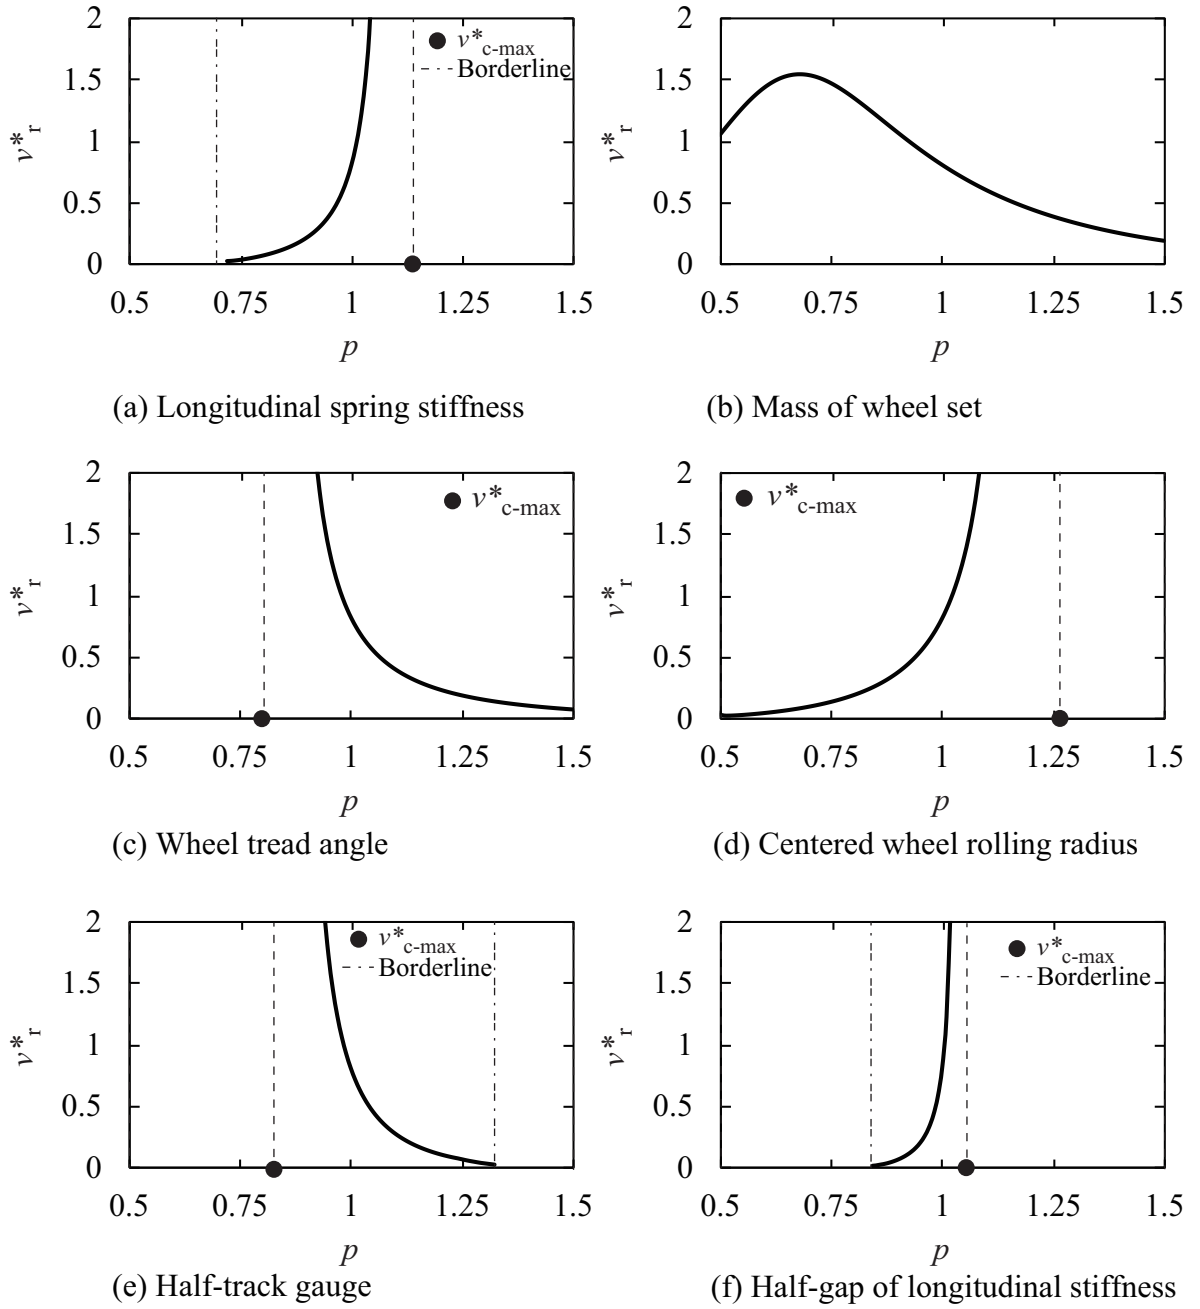 2
1.5
1
0.5
0
v*r
v*c-max
Borderline
0.5 0.75 1 1.25 1.5
p
(a) Longitudinal spring stiffness
2
1.5
1
0.5
0
v*r
0.5 0.75 1 1.25 1.5
p
(b) Mass of wheel set
2
1.5
1
0.5
0
v*r
v*c-max
0.5 0.75 1 1.25 1.5
p
(c) Wheel tread angle
2
1.5
1
0.5
0
v*r
v*c-max
0.5 0.75 1 1.25 1.5
p
(d) Centered wheel rolling radius
2
1.5
1
0.5
0
v*r
v*c-max
Borderline
0.5 0.75 1 1.25 1.5
p
(e) Half-track gauge
2
1.5
1
0.5
0
v*r
v*c-max
Borderline
0.5 0.75 1 1.25 1.5
p
(f) Half-gap of longitudinal stiffness